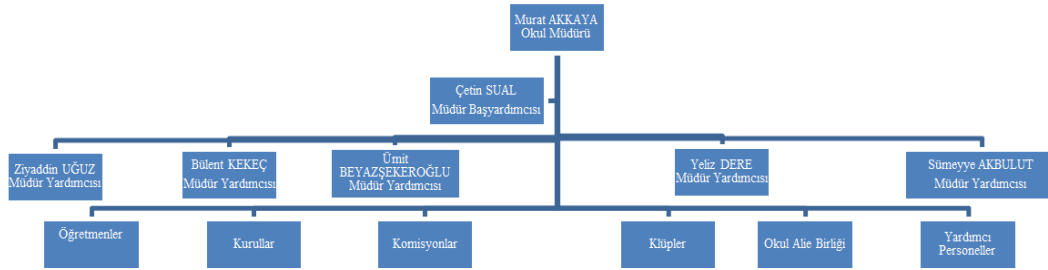 Murat AKKAYA
Okul Müdürü
Çetin SUAL
Müdür Başyardımcısı
Ziyaddin UĞUZ
Müdür Yardımcısı
Bülent KEKEÇ
Müdür Yardımcısı
Ümit
BEYAZŞEKEROĞLU
Müdür Yardımcısı
Yeliz DERE
Müdür Yardımcısı
Sümeyye AKBULUT
Müdür Yardımcısı
Öğretmenler
Kurullar
Komisyonlar
Klüpler
Okul Alie Birliği
Yardımcı
Personeller